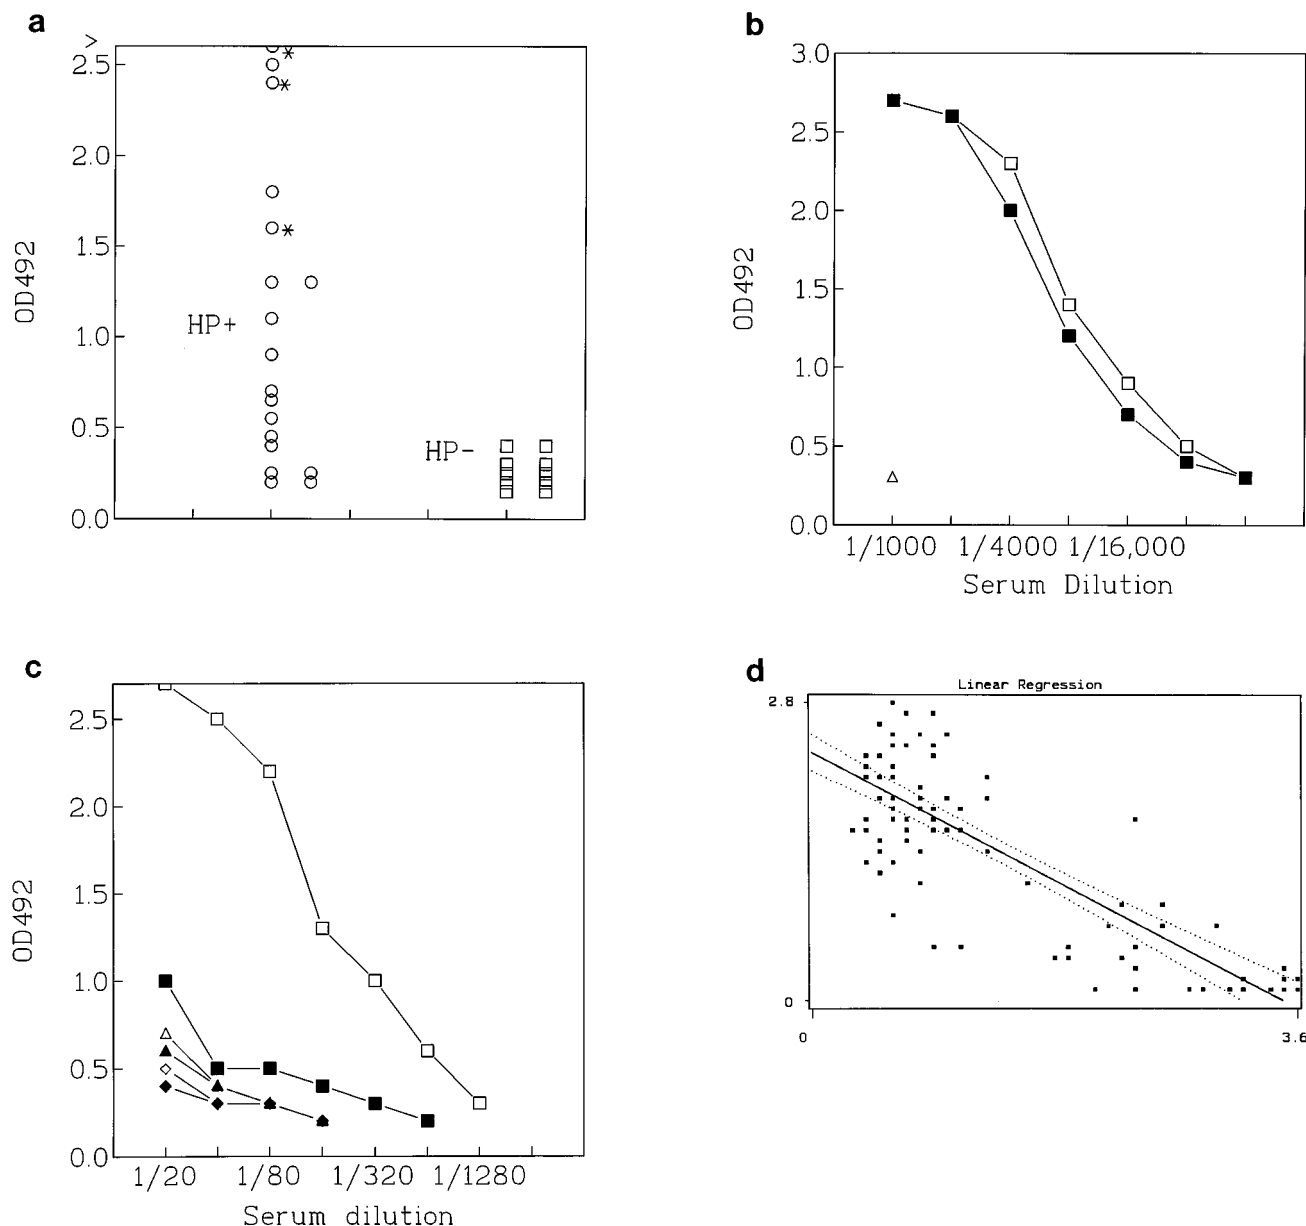 a
>
2.5
2.0
1.5
1.0
0.5
0.0
OD492
HP+
*
*
*
HP-
b
3.0
2.5
2.0
1.5
1.0
0.5
0.0
OD492
1/1000 1/4000 1/16,000
Serum Dilution
c
2.5
2.0
1.5
1.0
0.5
0.0
OD492
1/20 1/80 1/320 1/1280
Serum dilution
d
Linear Regression
2.8
0
0 3.6